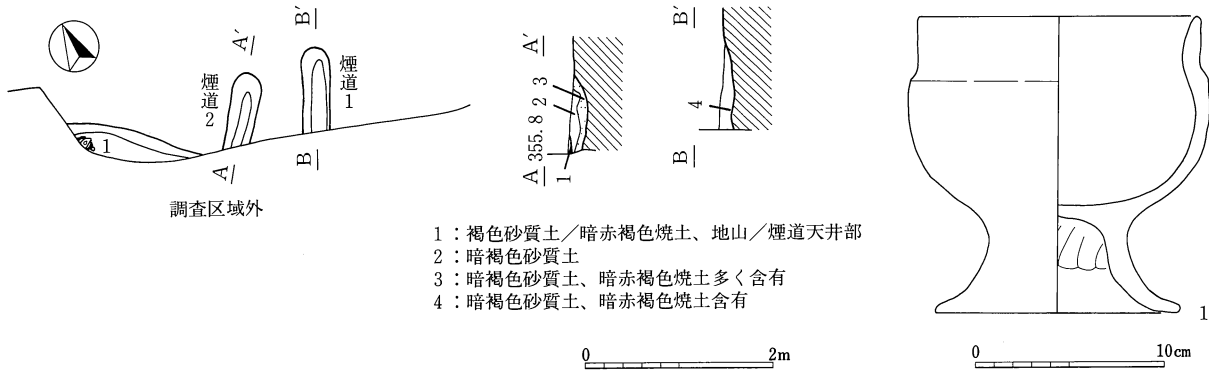 B′
A′
煙道2
煙道1
1
A
B
調査区域外
A′
3
2
355.8
A
1
B′
4
B
1：褐色砂質土／暗赤褐色焼土、地山／煙道天井部
2：暗褐色砂質土
3：暗褐色砂質土、暗赤褐色焼土多く含有
4：暗褐色砂質土、暗赤褐色焼土含有
0 2m
1
0 10cm